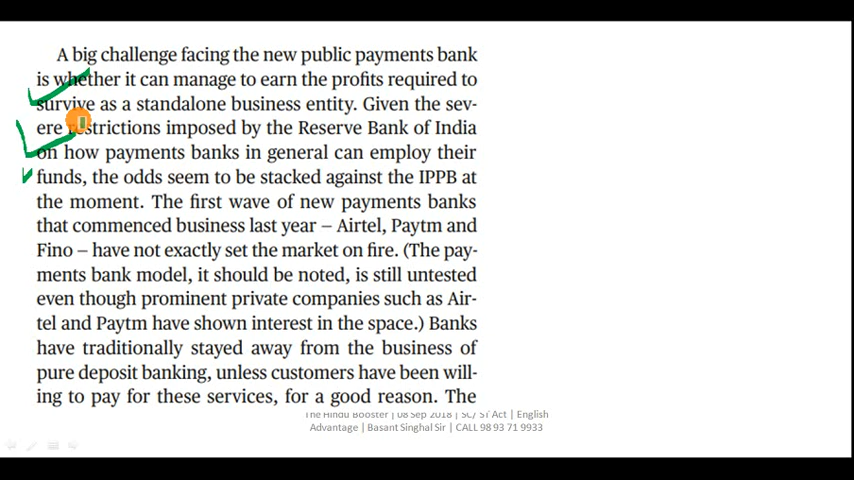 A big challenge facing the new public payments bank
is whether it can manage to earn the profits required to
survive as a standalone business entity. Given the sev-
ere restrictions imposed by the Reserve Bank of India
on how payments banks in general can employ their
funds, the odds seem to be stacked against the IPPB at
the moment. The first wave of new payments banks
that commenced business last year – Airtel, Paytm and
Fino – have not exactly set the market on fire. (The pay-
ments bank model, it should be noted, is still untested
even though prominent private companies such as Air-
tel and Paytm have shown interest in the space.) Banks
have traditionally stayed away from the business of
pure deposit banking, unless customers have been will-
ing to pay for these services, for a good reason. The
The Hindu Booster | 08 Sep 2018 | SC/ ST Act | English
Advantage | Basant Singhal Sir | CALL 98 93 71 9933